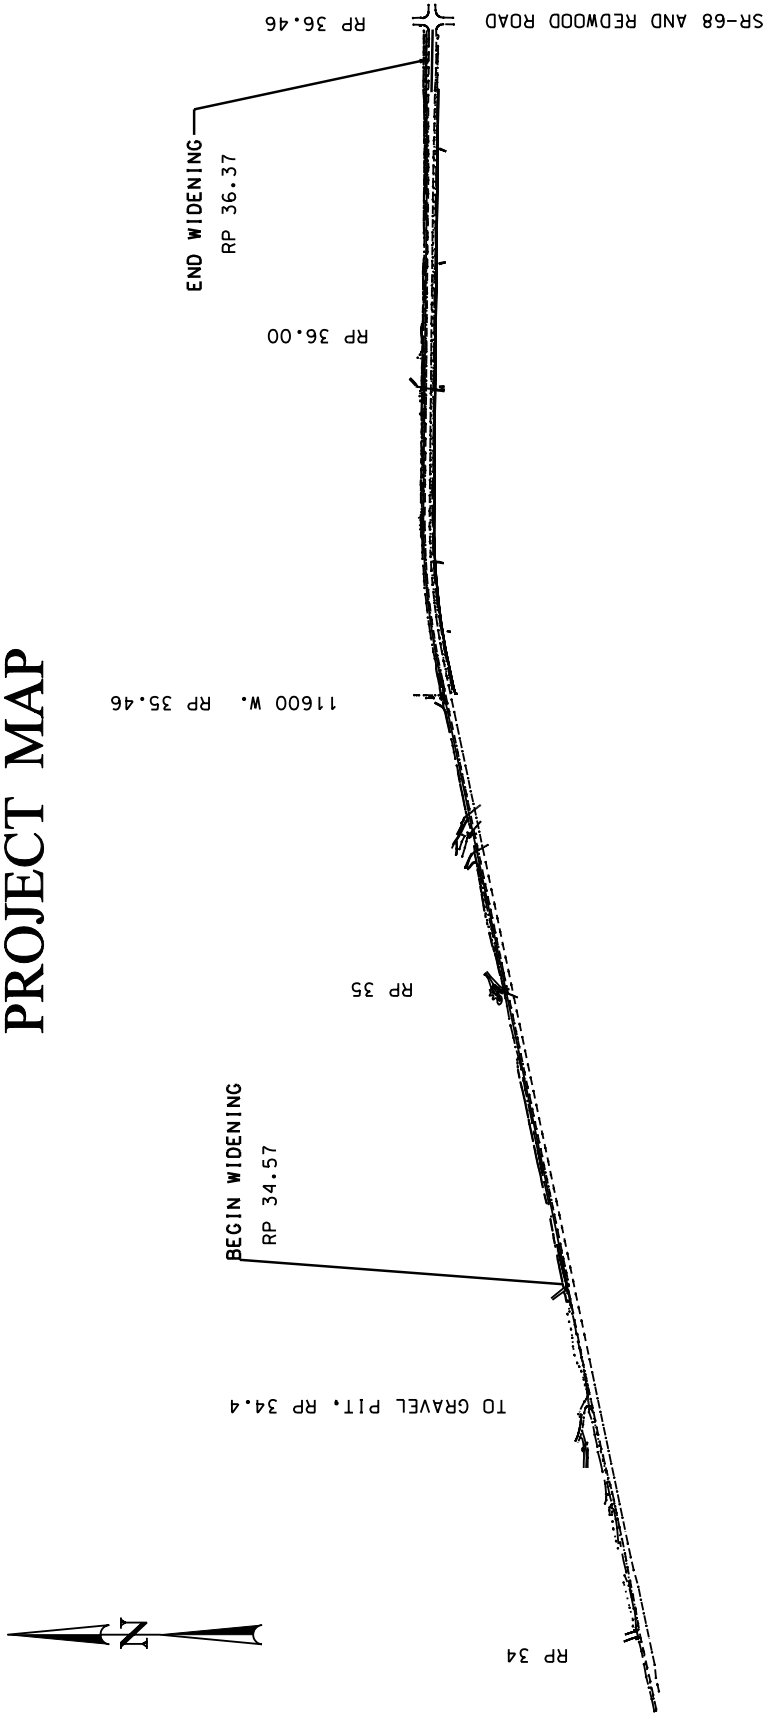 PROJECT MAP
SR-68 AND REDWOOD ROAD
RP 36.46
END WIDENING
RP 36.37
RP 36.00
11600 W. RP 35.46
RP 35
BEGIN WIDENING
RP 34.57
TO GRAVEL PIT, RP 34.4
RP 34
N